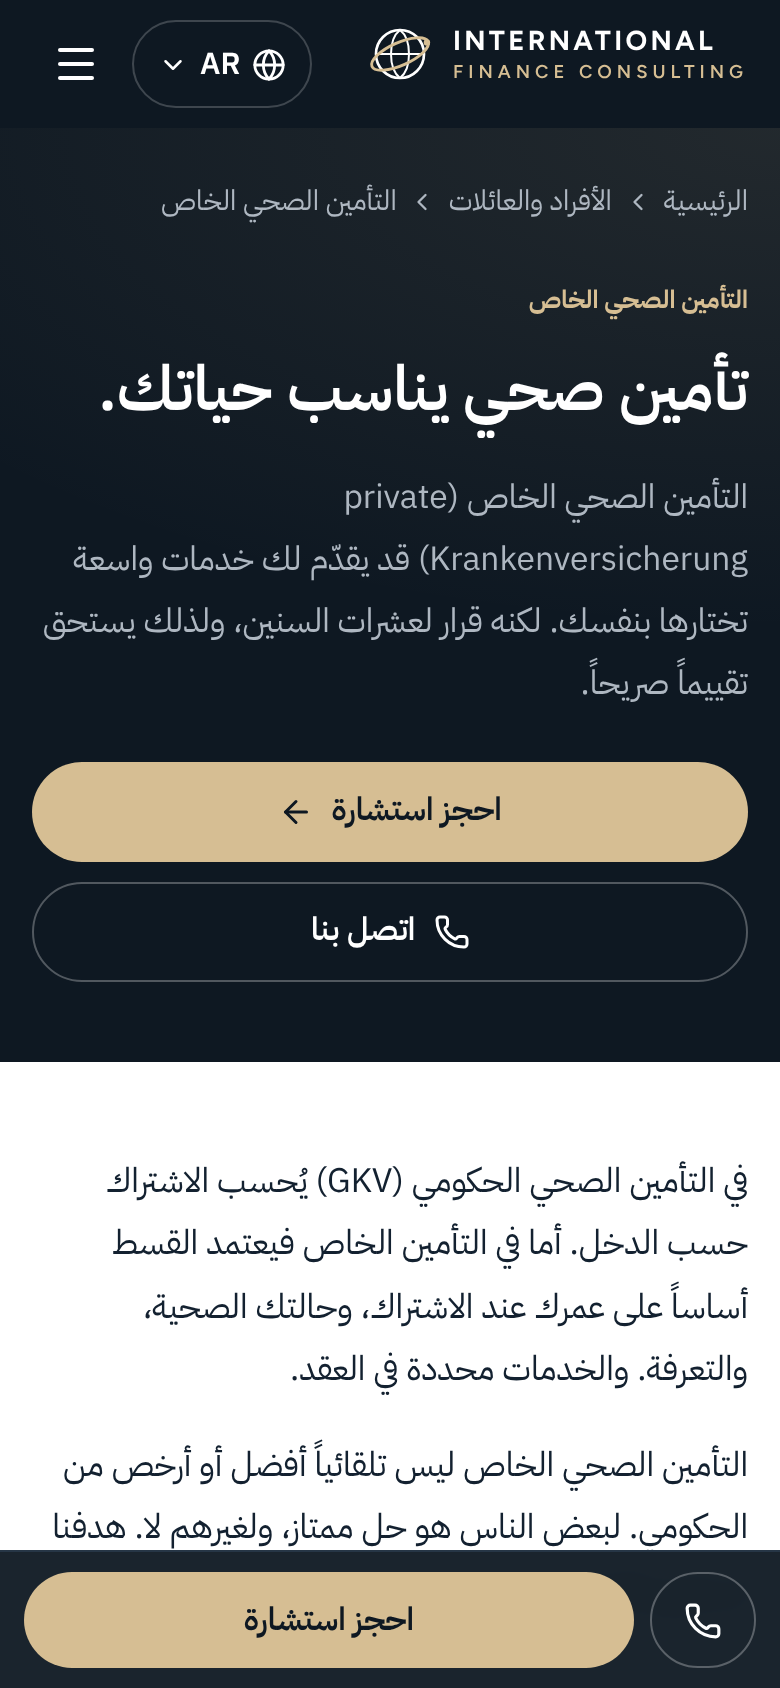 INTERNATIONAL
FINANCE CONSULTING
AR
الرئيسية
الأفراد والعائلات
التأمين الصحي الخاص
التأمين الصحي الخاص
تأمين صحي يناسب حياتك.
التأمين الصحي الخاص (private
Krankenversicherung) قد يقدّم لك خدمات واسعة
تختارها بنفسك. لكنه قرار لعشرات السنين، ولذلك يستحق
تقييماً صريحاً.
احجز استشارة
اتصل بنا
في التأمين الصحي الحكومي (GKV) يُحسب الاشتراك
حسب الدخل. أما في التأمين الخاص فيعتمد القسط
أساساً على عمرك عند الاشتراك، وحالتك الصحية،
والتعرفة. والخدمات محددة في العقد.
التأمين الصحي الخاص ليس تلقائياً أفضل أو أرخص من
الحكومي. لبعض الناس هو حل ممتاز، ولغيرهم لا. هدفنا
احجز استشارة